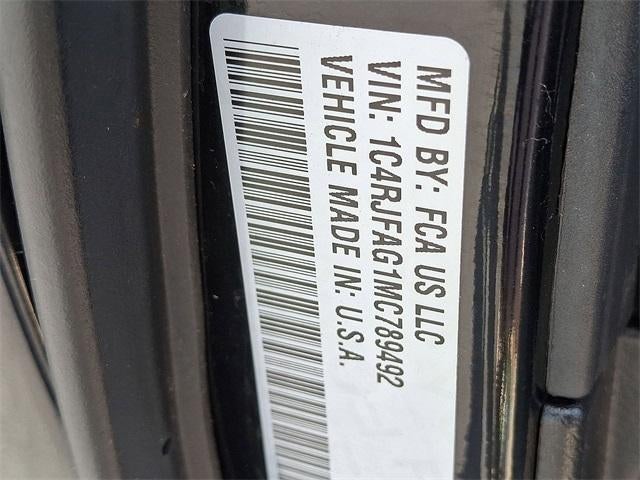 MFD BY: FCA US LLC
VIN: 1C4RJFAG1MC789492
VEHICLE MADE IN: U.S.A.